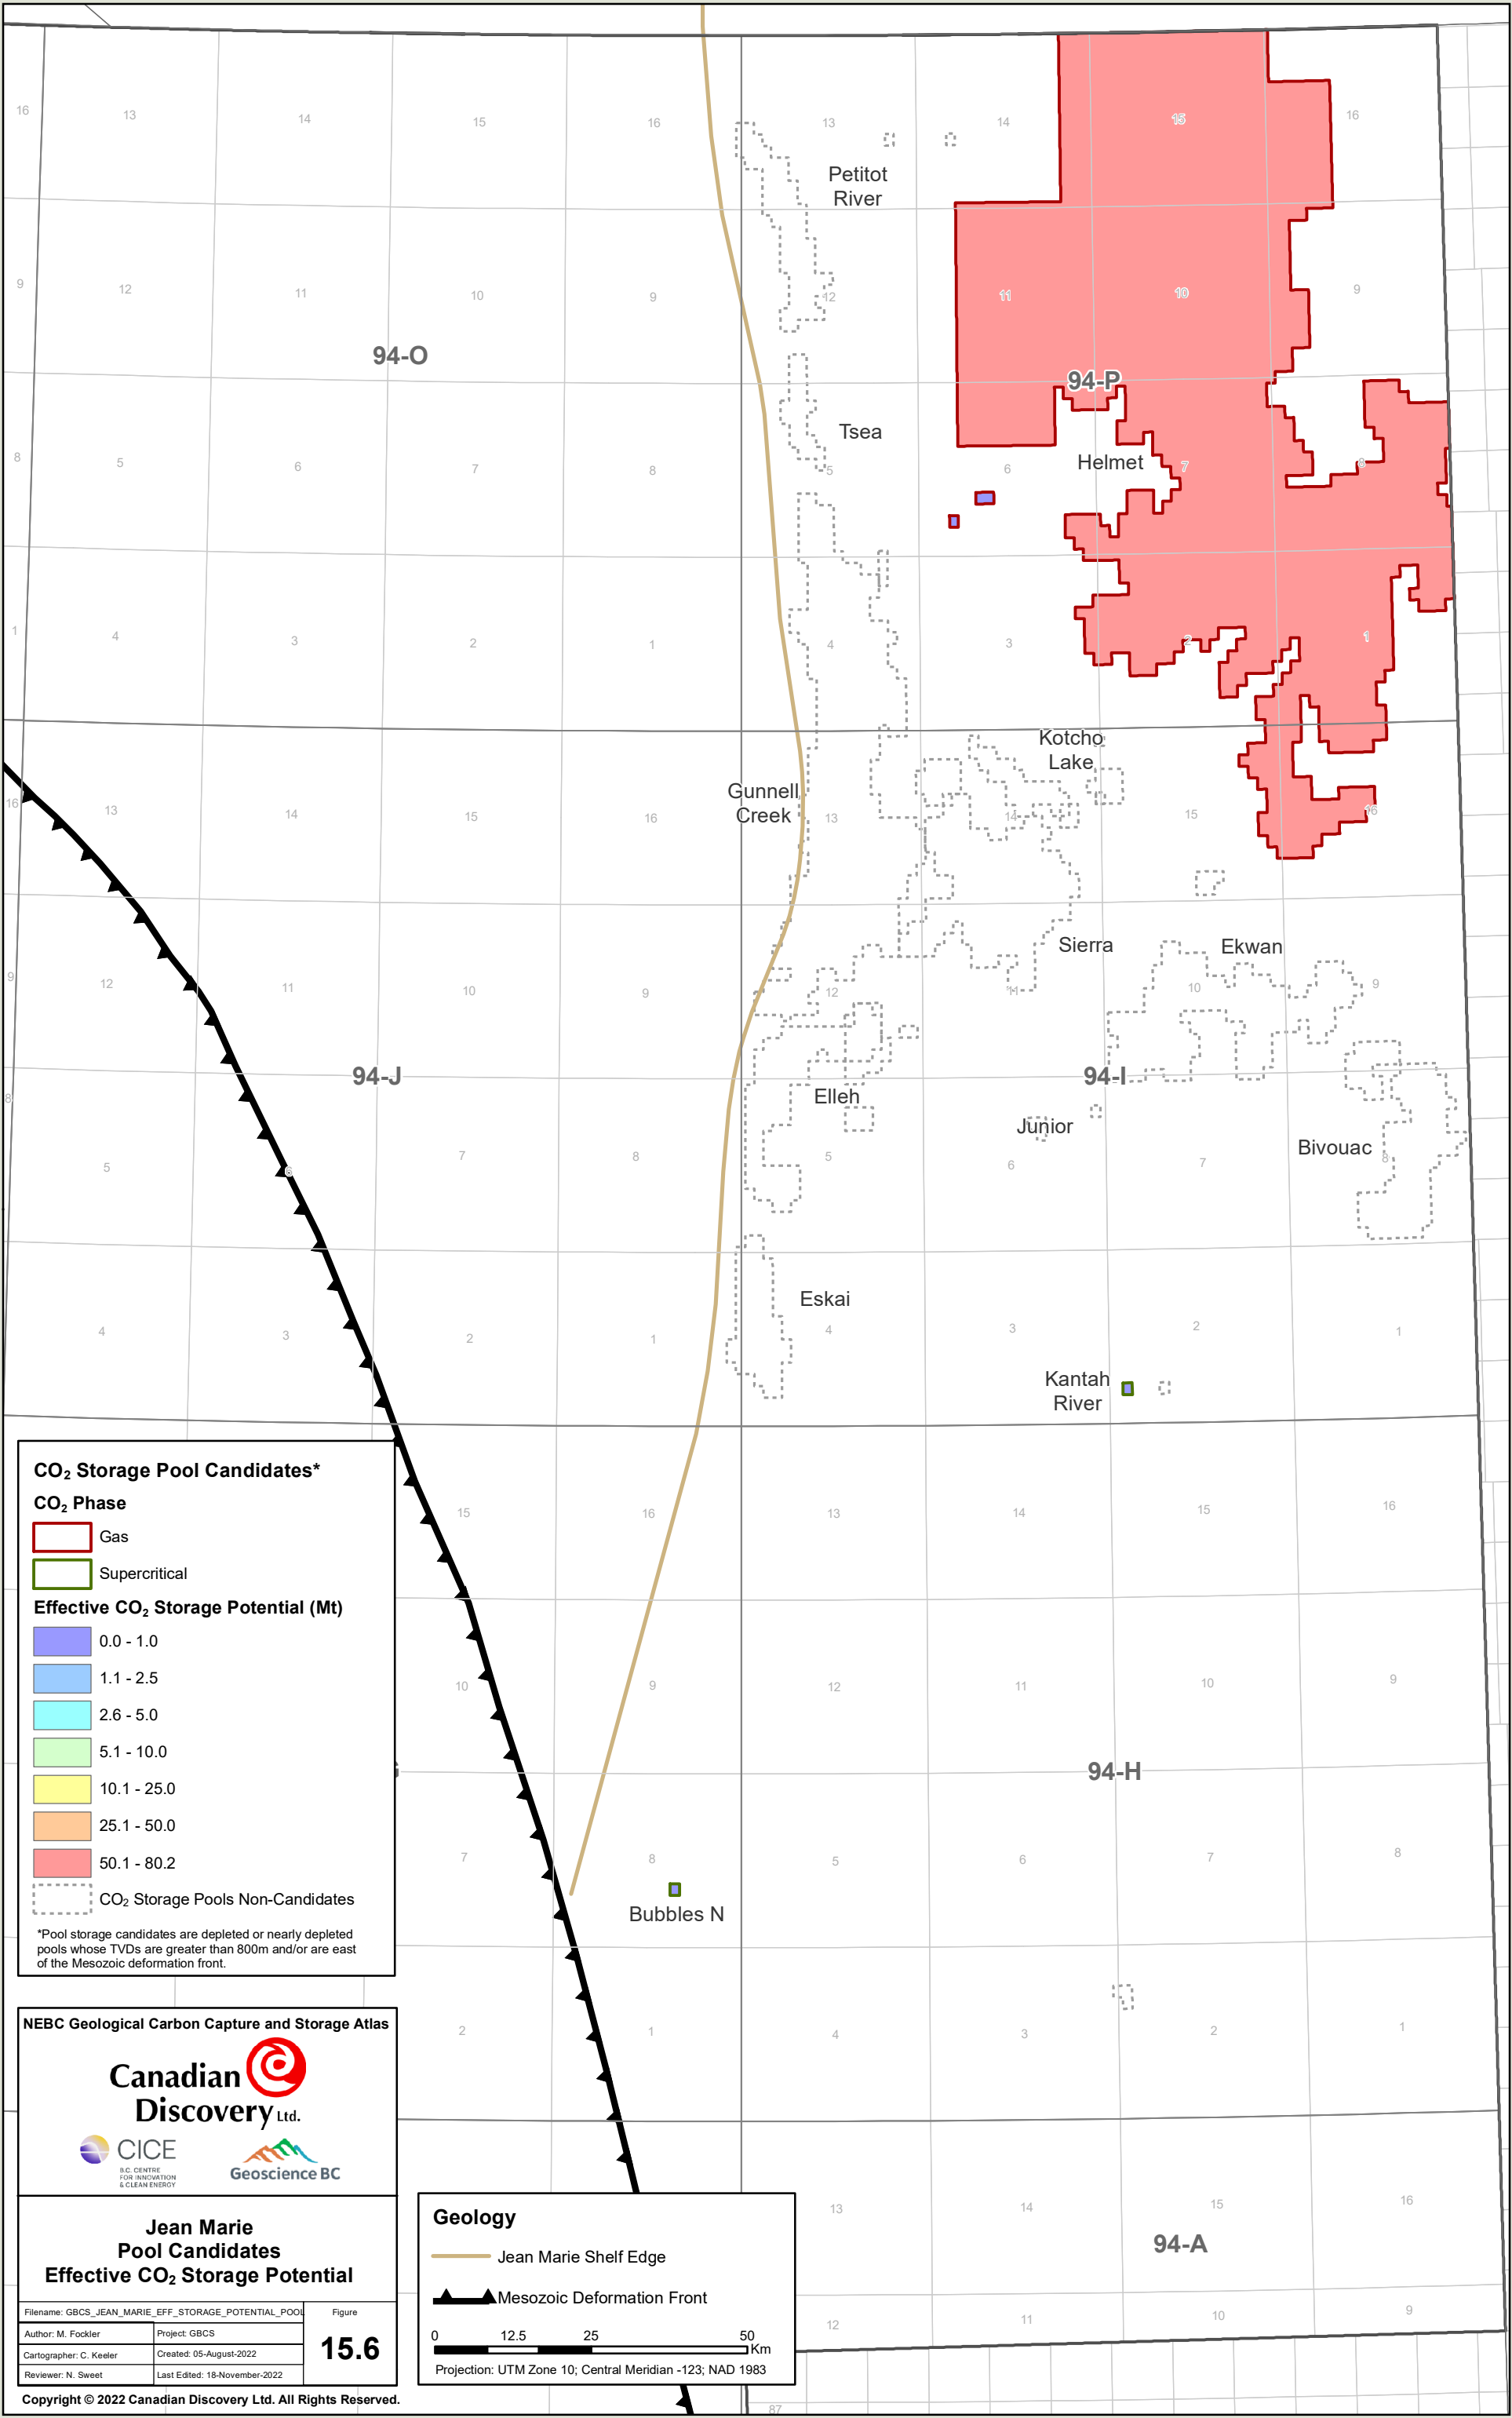 16
13
14
15
16
13
14
15
16
Petitot
River
9
12
11
10
9
12
11
10
9
94-O
94-P
Tsea
Helmet
8
5
6
7
8
5
6
7
8
1
4
3
2
1
4
3
2
1
Kotcho
Lake
Gunnell
Creek
16
13
14
15
16
13
14
15
16
Sierra
Ekwan
9
12
11
10
9
12
11
10
9
94-J
94-I
Elleh
Junior
Bivouac
8
5
6
7
8
5
6
7
8
Eskai
4
3
2
1
4
3
2
1
Kantah
River
15
16
13
14
15
16
10
9
12
11
10
9
94-H
7
8
5
6
7
8
Bubbles N
2
1
4
3
2
1
13
14
15
16
94-A
12
11
10
9
87
CO₂ Storage Pool Candidates*
CO₂ Phase
Gas
Supercritical
Effective CO₂ Storage Potential (Mt)
0.0 - 1.0
1.1 - 2.5
2.6 - 5.0
5.1 - 10.0
10.1 - 25.0
25.1 - 50.0
50.1 - 80.2
CO₂ Storage Pools Non-Candidates
*Pool storage candidates are depleted or nearly depleted
pools whose TVDs are greater than 800m and/or are east
of the Mesozoic deformation front.
NEBC Geological Carbon Capture and Storage Atlas
Canadian
Discovery Ltd.
CICE
B.C. CENTRE
FOR INNOVATION
& CLEAN ENERGY
Geoscience BC
Jean Marie
Pool Candidates
Effective CO₂ Storage Potential
Filename: GBCS_JEAN_MARIE_EFF_STORAGE_POTENTIAL_POOL
Figure
15.6
Author: M. Fockler
Project: GBCS
Cartographer: C. Keeler
Created: 05-August-2022
Reviewer: N. Sweet
Last Edited: 18-November-2022
Copyright © 2022 Canadian Discovery Ltd. All Rights Reserved.
Geology
Jean Marie Shelf Edge
Mesozoic Deformation Front
0 12.5 25 50
Km
Projection: UTM Zone 10; Central Meridian -123; NAD 1983